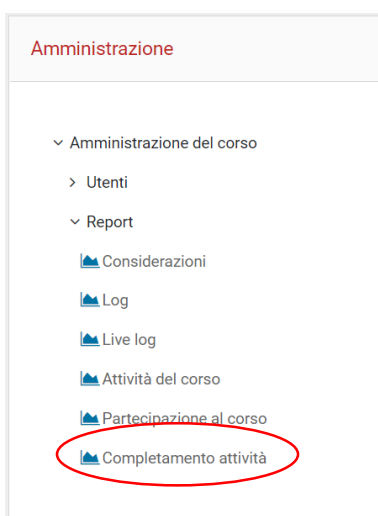 Amministrazione
Amministrazione del corso
Utenti
Report
Considerazioni
Log
Live log
Attività del corso
Partecipazione al corso
Completamento attività